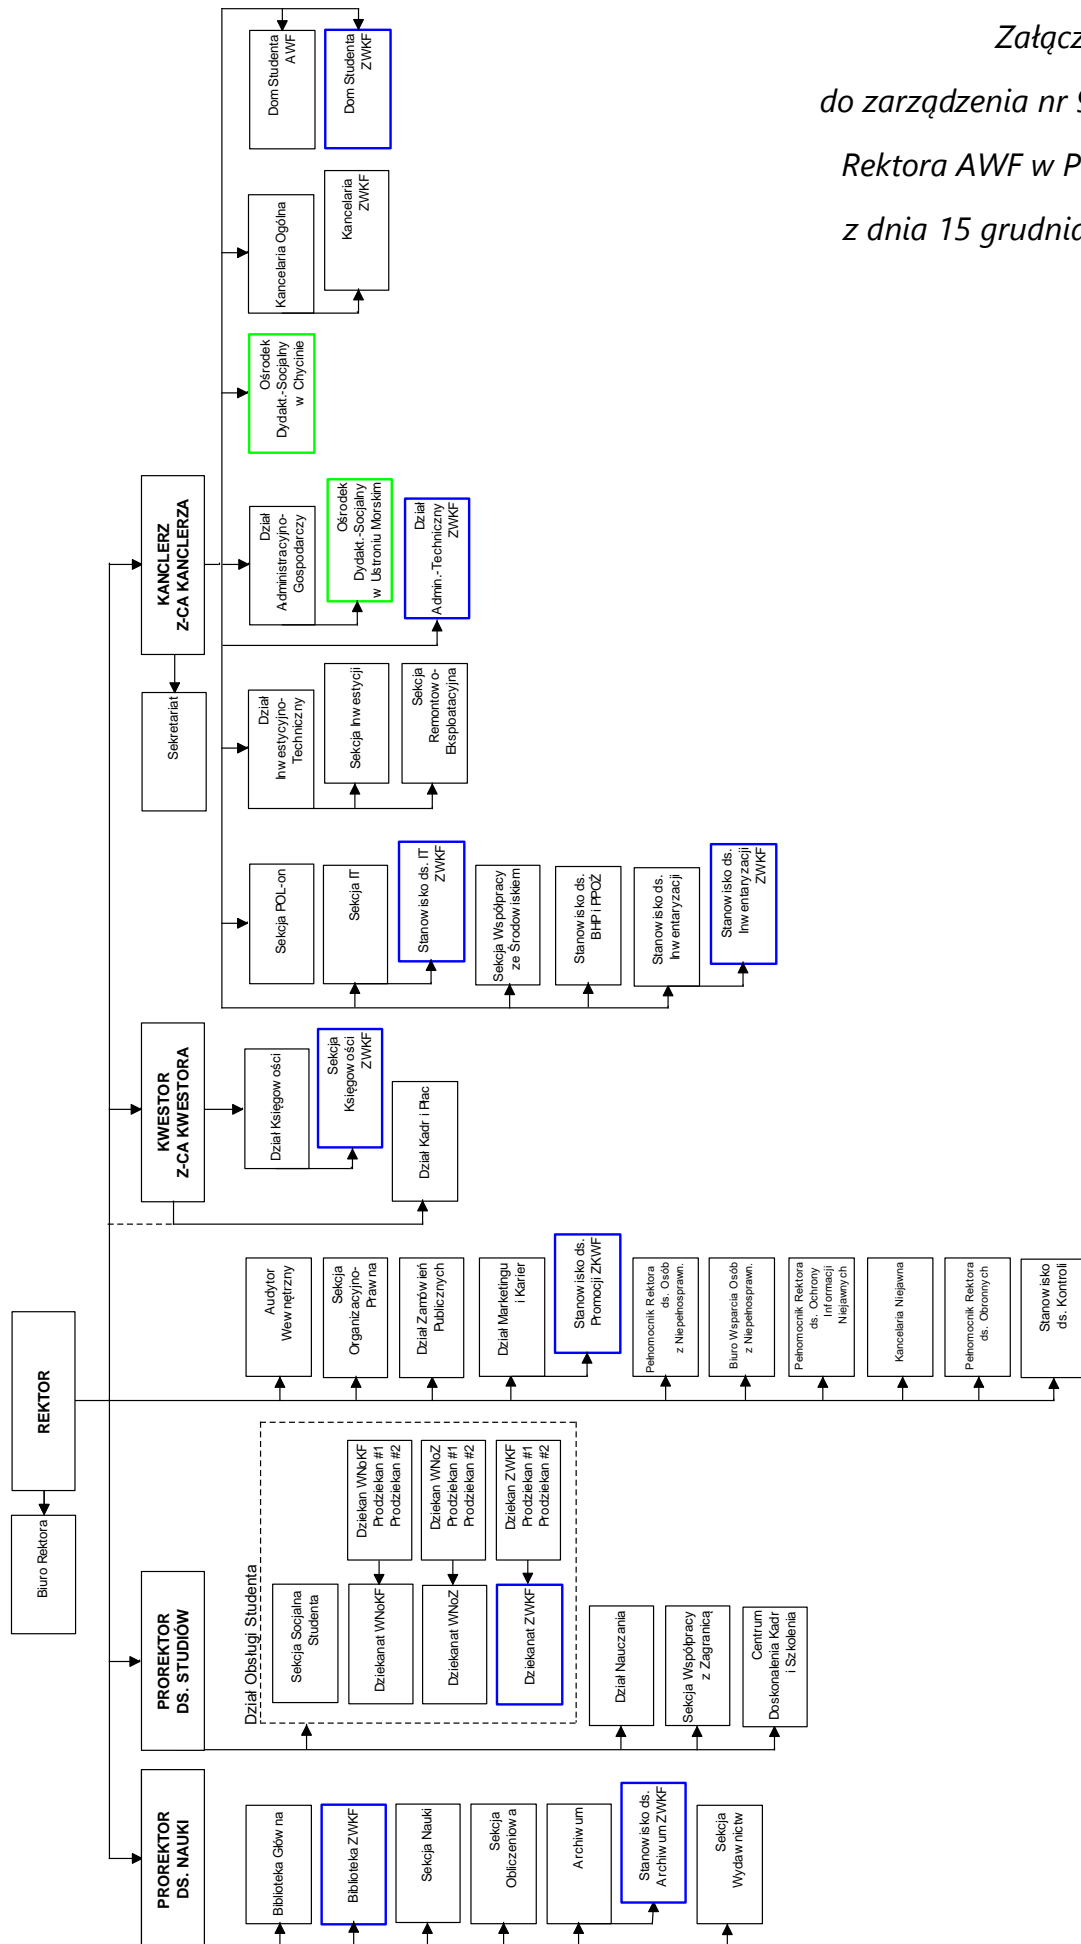 Załącz
do zarządzenia nr 9
Rektora AWF w P
z dnia 15 grudnia
REKTOR
Biuro Rektora
PROREKTOR
DS. NAUKI
Biblioteka Główna
Biblioteka ZWKF
Sekcja Nauki
Sekcja
Obliczeniowa
Archiwum
Stanowisko ds.
Archiwum ZWKF
Sekcja
Wydawnictw
PROREKTOR
DS. STUDIÓW
Dział Obsługi Studenta
Sekcja Socjalna
Studenta
Dziekanat WNoKF
Dziekan WNoKF
Prodziekan #1
Prodziekan #2
Dziekanat WNoZ
Dziekan WNoZ
Prodziekan #1
Prodziekan #2
Dziekanat ZWKF
Dziekan ZWKF
Prodziekan #1
Prodziekan #2
Dział Nauczania
Sekcja Współpracy
z Zagranicą
Centrum
Doskonalenia Kadr
i Szkolenia
Audytor
Wewnętrzny
Sekcja
Organizacyjno-
Prawna
Dział Zamówień
Publicznych
Dział Marketingu
i Karier
Stanowisko ds.
Promocji ZKWF
Pełnomocnik Rektora
ds. Osób
z Niepełnosprawn.
Biuro Wsparcia Osób
z Niepełnosprawn.
Pełnomocnik Rektora
ds. Ochrony
Informacji
Niejawnych
Kancelaria Niejawna
Pełnomocnik Rektora
ds. Obronnych
Stanowisko
ds. Kontroli
KWESTOR
Z-CA KWESTORA
Dział Księgowości
Sekcja
Księgowości
ZWKF
Dział Kadr i Płac
KANCLERZ
Z-CA KANCLERZA
Sekretariat
Sekcja POL-on
Sekcja IT
Stanowisko ds. IT
ZWKF
Sekcja Współpracy
ze Środowiskiem
Stanowisko ds.
BHP i PPOŻ
Stanowisko ds.
Inwentaryzacji
Stanowisko ds.
Inwentaryzacji
ZWKF
Dział
Inwestycyjno-
Techniczny
Sekcja Inwestycji
Sekcja
Remontowo-
Eksploatacyjna
Dział
Administracyjno-
Gospodarczy
Ośrodek
Dydakt.-Socjalny
w Ustroniu Morskim
Dział
Admin.-Techniczny
ZWKF
Ośrodek
Dydakt.-Socjalny
w Chycinie
Kancelaria Ogólna
Kancelaria
ZWKF
Dom Studenta
AWF
Dom Studenta
ZWKF